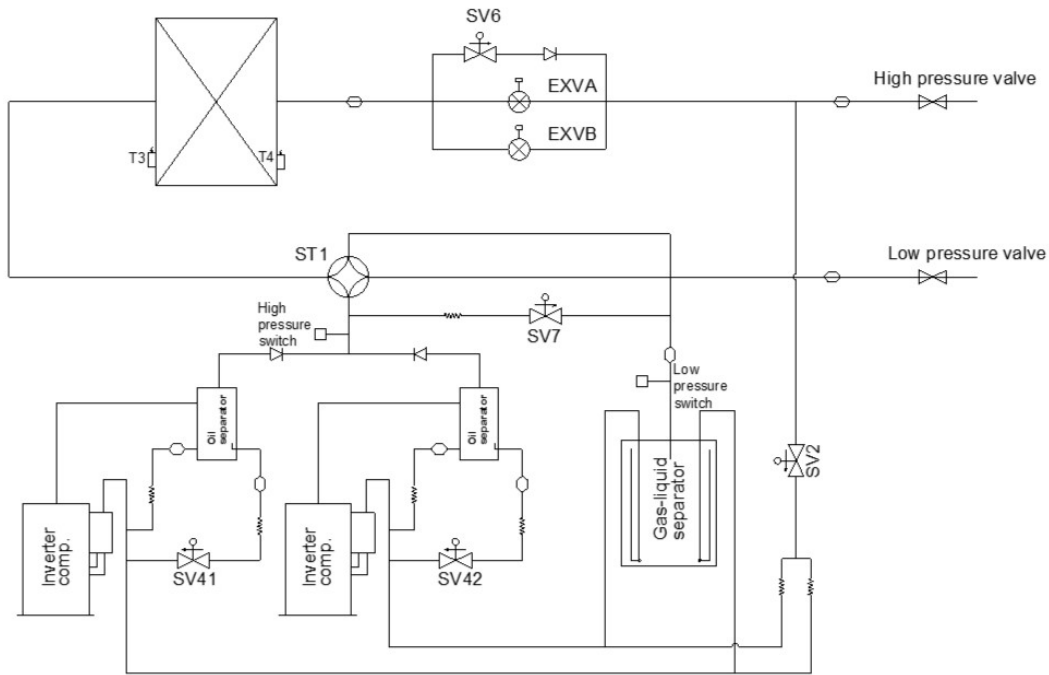 SV6
EXVA
High pressure valve
EXVB
T3
T4
ST1
Low pressure valve
High
pressure
switch
SV7
Low
pressure
switch
Oil
separator
Oil
separator
SV2
Gas-liquid
separator
Inverter
comp.
Inverter
comp.
SV41
SV42